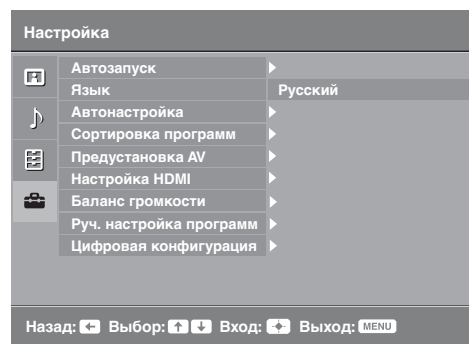 Настройка
Автозапуск
Язык Русский
Автонастройка
Сортировка программ
Предустановка AV
Настройка HDMI
Баланс громкости
Руч. настройка программ
Цифровая конфигурация
Назад: Выбор: Вход: Выход: MENU